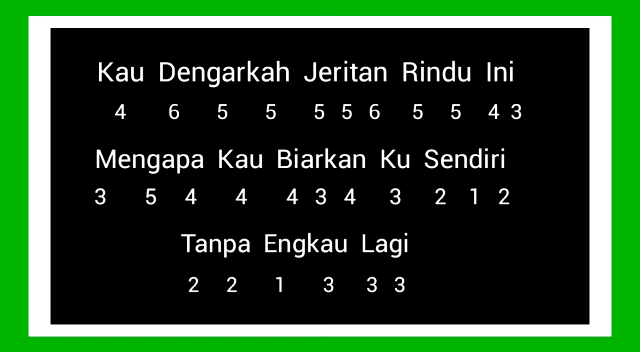 Kau Dengarkah Jeritan Rindu Ini
4 6 5 5 5 5 6 5 5 4 3
Mengapa Kau Biarkan Ku Sendiri
3 5 4 4 4 3 4 3 2 1 2
Tanpa Engkau Lagi
2 2 1 3 3 3